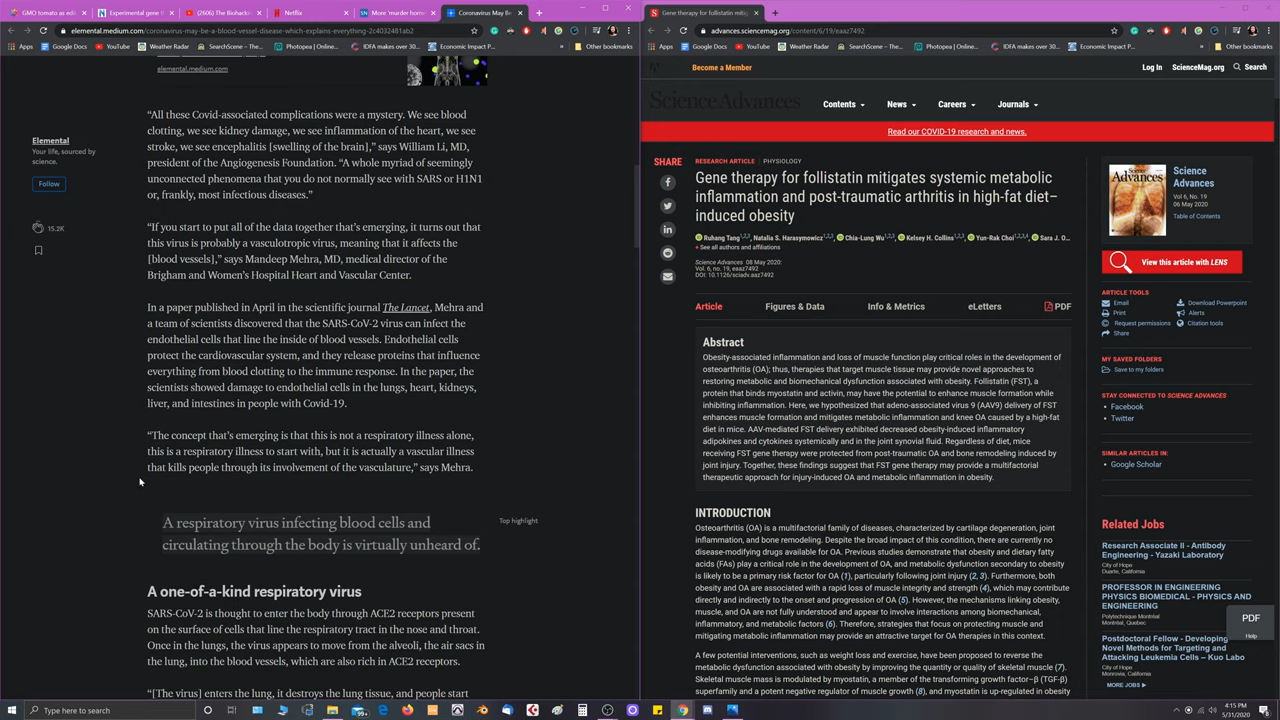 GMO tomato as edi
Experimental gene t
(2606) The Biohackin
Netflix
More 'murder hornet
Coronavirus May B
elemental.medium.com/coronavirus-may-be-a-blood-vessel-disease-which-explains-everything-2c4032481ab2
Apps
Google Docs
YouTube
Weather Radar
SearchScene – The...
Photopea | Online...
IDFA makes over 30...
Economic Impact P...
Other bookmarks
elemental.medium.com
Elemental
Your life, sourced by
science.
Follow
15.2K
“All these Covid-associated complications were a mystery. We see blood
clotting, we see kidney damage, we see inflammation of the heart, we see
stroke, we see encephalitis [swelling of the brain],” says William Li, MD,
president of the Angiogenesis Foundation. “A whole myriad of seemingly
unconnected phenomena that you do not normally see with SARS or H1N1
or, frankly, most infectious diseases.”
“If you start to put all of the data together that’s emerging, it turns out that
this virus is probably a vasculotropic virus, meaning that it affects the
[blood vessels],” says Mandeep Mehra, MD, medical director of the
Brigham and Women’s Hospital Heart and Vascular Center.
In a paper published in April in the scientific journal The Lancet, Mehra and
a team of scientists discovered that the SARS-CoV-2 virus can infect the
endothelial cells that line the inside of blood vessels. Endothelial cells
protect the cardiovascular system, and they release proteins that influence
everything from blood clotting to the immune response. In the paper, the
scientists showed damage to endothelial cells in the lungs, heart, kidneys,
liver, and intestines in people with Covid-19.
“The concept that’s emerging is that this is not a respiratory illness alone,
this is a respiratory illness to start with, but it is actually a vascular illness
that kills people through its involvement of the vasculature,” says Mehra.
A respiratory virus infecting blood cells and
circulating through the body is virtually unheard of.
Top highlight
A one-of-a-kind respiratory virus
SARS-CoV-2 is thought to enter the body through ACE2 receptors present
on the surface of cells that line the respiratory tract in the nose and throat.
Once in the lungs, the virus appears to move from the alveoli, the air sacs in
the lung, into the blood vessels, which are also rich in ACE2 receptors.
“[The virus] enters the lung, it destroys the lung tissue, and people start
Gene therapy for follistatin mitig
advances.sciencemag.org/content/6/19/eaaz7492
Apps
Google Docs
YouTube
Weather Radar
SearchScene – The...
Photopea | Online...
IDFA makes over 30...
Economic Impact P...
Other bookmarks
Become a Member
Log In
ScienceMag.org
Search
ScienceAdvances
Contents
News
Careers
Journals
Read our COVID-19 research and news.
SHARE
RESEARCH ARTICLE
PHYSIOLOGY
Gene therapy for follistatin mitigates systemic metabolic
inflammation and post-traumatic arthritis in high-fat diet–
induced obesity
Ruhang Tang1,2,3, Natalia S. Harasymowicz1,2,3, Chia-Lung Wu1,2,3, Kelsey H. Collins1,2,3, Yun-Rak Choi1,2,3,4, Sara J. O...
+ See all authors and affiliations
Science Advances 08 May 2020:
Vol. 6, no. 19, eaaz7492
DOI: 10.1126/sciadv.aaz7492
Article
Figures & Data
Info & Metrics
eLetters
PDF
Abstract
Obesity-associated inflammation and loss of muscle function play critical roles in the development of
osteoarthritis (OA); thus, therapies that target muscle tissue may provide novel approaches to
restoring metabolic and biomechanical dysfunction associated with obesity. Follistatin (FST), a
protein that binds myostatin and activin, may have the potential to enhance muscle formation while
inhibiting inflammation. Here, we hypothesized that adeno-associated virus 9 (AAV9) delivery of FST
enhances muscle formation and mitigates metabolic inflammation and knee OA caused by a high-fat
diet in mice. AAV-mediated FST delivery exhibited decreased obesity-induced inflammatory
adipokines and cytokines systemically and in the joint synovial fluid. Regardless of diet, mice
receiving FST gene therapy were protected from post-traumatic OA and bone remodeling induced by
joint injury. Together, these findings suggest that FST gene therapy may provide a multifactorial
therapeutic approach for injury-induced OA and metabolic inflammation in obesity.
INTRODUCTION
Osteoarthritis (OA) is a multifactorial family of diseases, characterized by cartilage degeneration, joint
inflammation, and bone remodeling. Despite the broad impact of this condition, there are currently no
disease-modifying drugs available for OA. Previous studies demonstrate that obesity and dietary fatty
acids (FAs) play a critical role in the development of OA, and metabolic dysfunction secondary to obesity
is likely to be a primary risk factor for OA (1), particularly following joint injury (2, 3). Furthermore, both
obesity and OA are associated with a rapid loss of muscle integrity and strength (4), which may contribute
directly and indirectly to the onset and progression of OA (5). However, the mechanisms linking obesity,
muscle, and OA are not fully understood and appear to involve interactions among biomechanical,
inflammatory, and metabolic factors (6). Therefore, strategies that focus on protecting muscle and
mitigating metabolic inflammation may provide an attractive target for OA therapies in this context.
A few potential interventions, such as weight loss and exercise, have been proposed to reverse the
metabolic dysfunction associated with obesity by improving the quantity or quality of skeletal muscle (7).
Skeletal muscle mass is modulated by myostatin, a member of the transforming growth factor–β (TGF-β)
superfamily and a potent negative regulator of muscle growth (8), and myostatin is up-regulated in obesity
Science
Advances
Vol 6, No. 19
06 May 2020
Table of Contents
View this article with LENS
ARTICLE TOOLS
Email
Download Powerpoint
Print
Alerts
Request permissions
Citation tools
Share
MY SAVED FOLDERS
Save to my folders
STAY CONNECTED TO SCIENCE ADVANCES
Facebook
Twitter
SIMILAR ARTICLES IN:
Google Scholar
Related Jobs
Research Associate II - Antibody
Engineering - Yazaki Laboratory
City of Hope
Duarte, California
PROFESSOR IN ENGINEERING
PHYSICS BIOMEDICAL - PHYSICS AND
ENGINEERING
Polytechnique Montréal
Montréal, Quebec
Postdoctoral Fellow - Developing
Novel Methods for Targeting and
Attacking Leukemia Cells – Kuo Labo
City of Hope
Monrovia, California
MORE JOBS
PDF
Help
Type here to search
99+
4:15 PM
5/31/2020